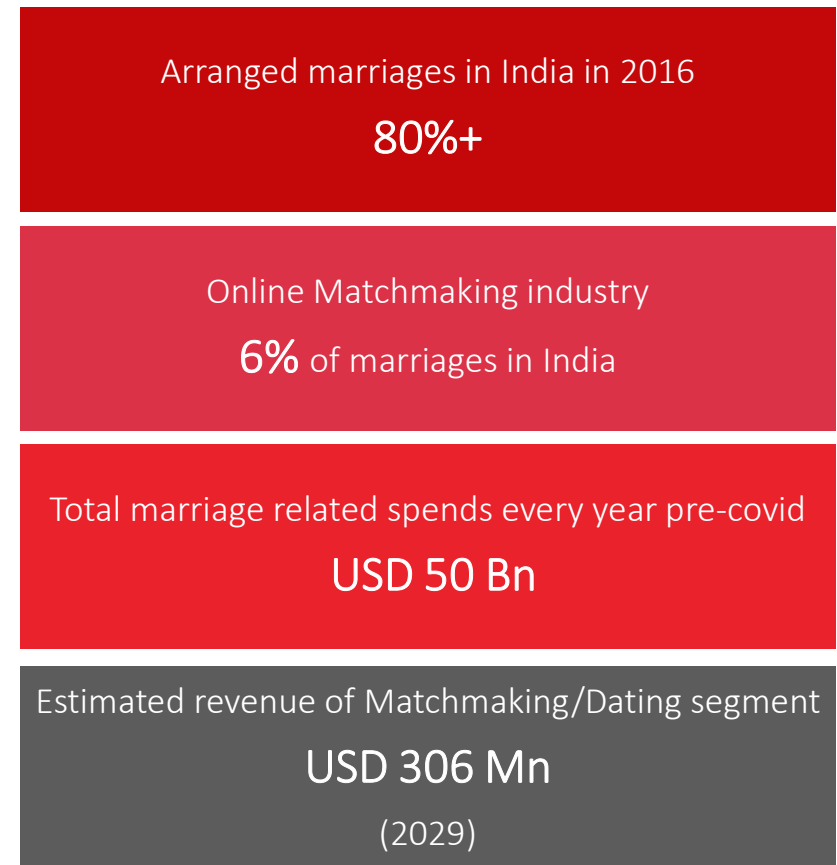 Arranged marriages in India in 2016
80%+
Online Matchmaking industry
6% of marriages in India
Total marriage related spends every year pre-covid
USD 50 Bn
Estimated revenue of Matchmaking/Dating segment
USD 306 Mn
(2029)